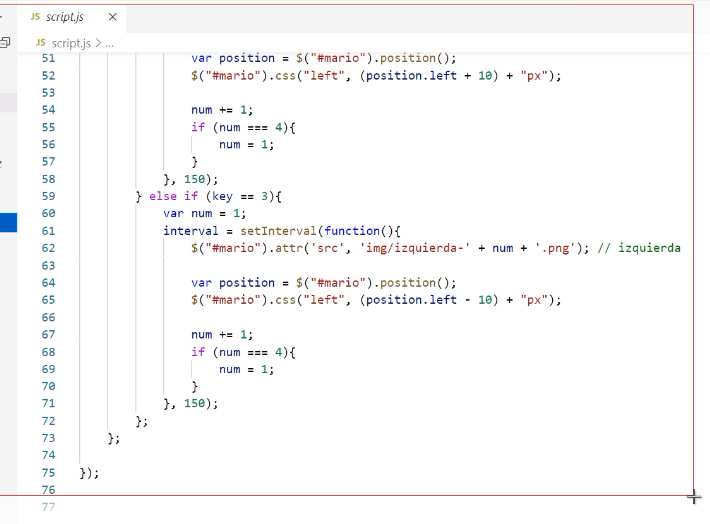 JS script.js ×
JS script.js > ...
51 var position = $("#mario").position();
52 $("#mario").css("left", (position.left + 10) + "px");
53
54 num += 1;
55 if (num === 4){
56 num = 1;
57 }
58 }, 150);
59 } else if (key == 3){
60 var num = 1;
61 interval = setInterval(function(){
62 $("#mario").attr('src', 'img/izquierda-' + num + '.png'); // izquierda
63
64 var position = $("#mario").position();
65 $("#mario").css("left", (position.left - 10) + "px");
66
67 num += 1;
68 if (num === 4){
69 num = 1;
70 }
71 }, 150);
72 };
73 };
74
75 });
76
77